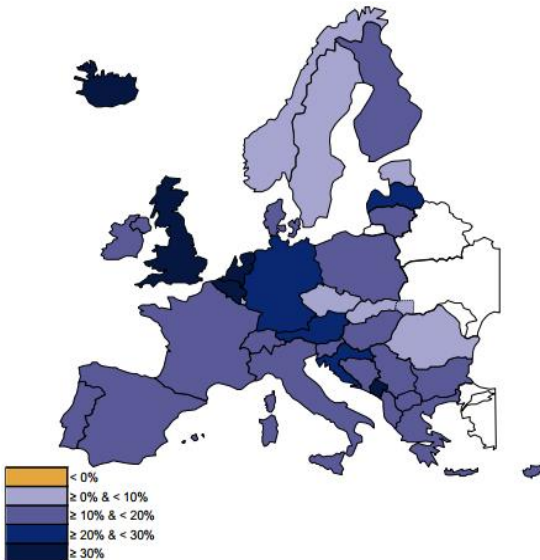 < 0%
≥ 0% & < 10%
≥ 10% & < 20%
≥ 20% & < 30%
≥ 30%